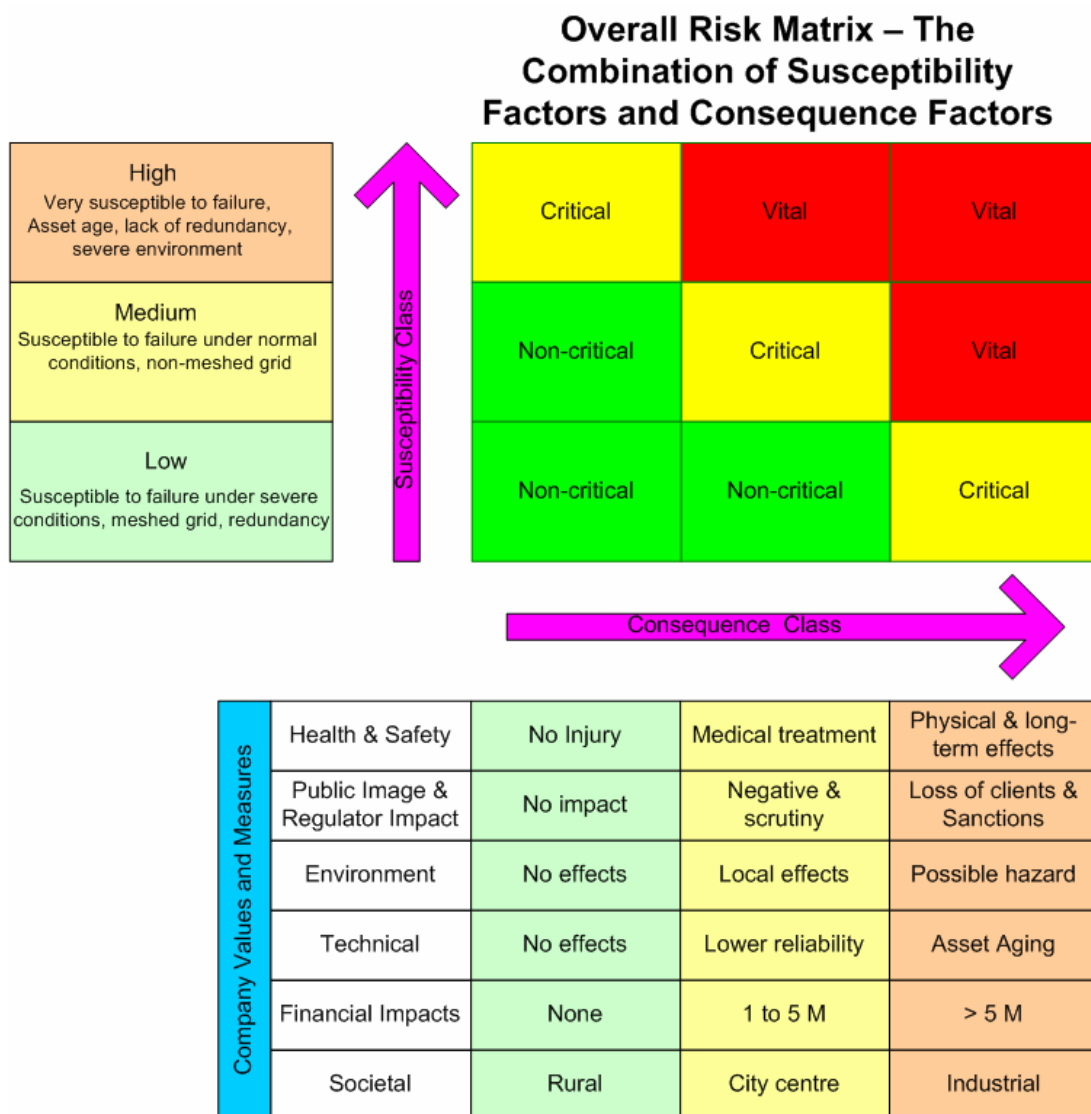 Overall Risk Matrix – The
Combination of Susceptibility
Factors and Consequence Factors
High
Very susceptible to failure,
Asset age, lack of redundancy,
severe environment
Medium
Susceptible to failure under normal
conditions, non-meshed grid
Low
Susceptible to failure under severe
conditions, meshed grid, redundancy
Susceptibility Class
Critical
Vital
Vital
Non-critical
Critical
Vital
Non-critical
Non-critical
Critical
Consequence Class
Company Values and Measures
Health & Safety
No Injury
Medical treatment
Physical & long-
term effects
Public Image &
Regulator Impact
No impact
Negative &
scrutiny
Loss of clients &
Sanctions
Environment
No effects
Local effects
Possible hazard
Technical
No effects
Lower reliability
Asset Aging
Financial Impacts
None
1 to 5 M
> 5 M
Societal
Rural
City centre
Industrial